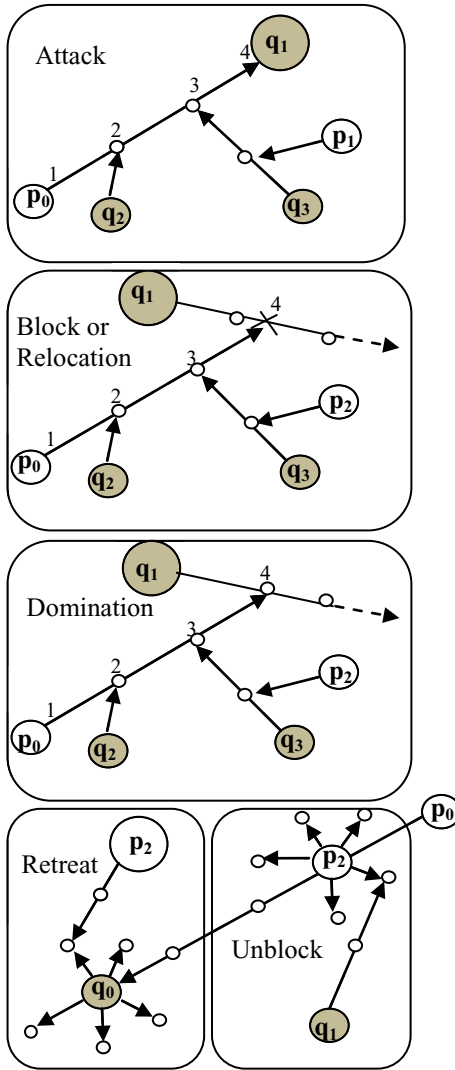 Attack
q1
4
3
2
1
p0
p1
q2
q3
q1
4
Block or
Relocation
3
2
1
p0
p2
q2
q3
q1
4
Domination
3
2
1
p0
p2
q2
q3
Retreat
p2
q0
p0
p2
Unblock
q1